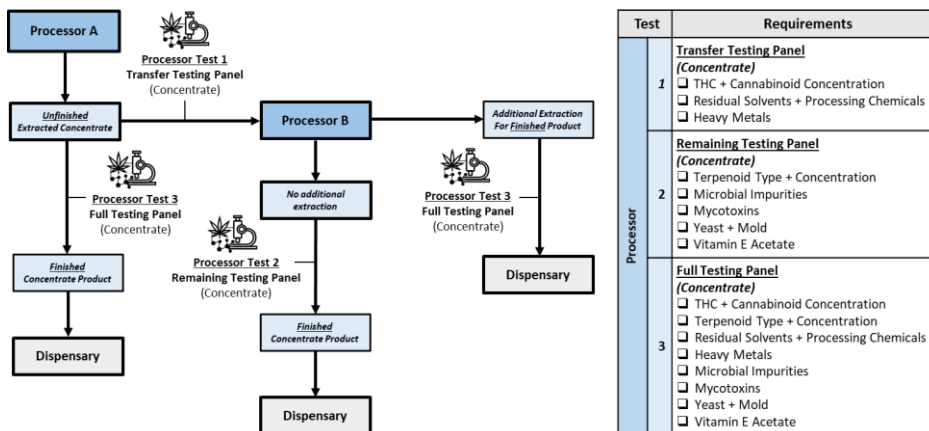 Processor A
Processor Test 1
Transfer Testing Panel
(Concentrate)
Unfinished
Extracted Concentrate
Processor B
Additional Extraction
For Finished Product
Processor Test 3
Full Testing Panel
(Concentrate)
No additional
extraction
Processor Test 3
Full Testing Panel
(Concentrate)
Processor Test 2
Remaining Testing Panel
(Concentrate)
Finished
Concentrate Product
Dispensary
Dispensary
Finished
Concentrate Product
Dispensary
Test Requirements
Processor
1
Transfer Testing Panel
(Concentrate)
THC + Cannabinoid Concentration
Residual Solvents + Processing Chemicals
Heavy Metals
2
Remaining Testing Panel
(Concentrate)
Terpenoid Type + Concentration
Microbial Impurities
Mycotoxins
Yeast + Mold
Vitamin E Acetate
3
Full Testing Panel
(Concentrate)
THC + Cannabinoid Concentration
Terpenoid Type + Concentration
Residual Solvents + Processing Chemicals
Heavy Metals
Microbial Impurities
Mycotoxins
Yeast + Mold
Vitamin E Acetate